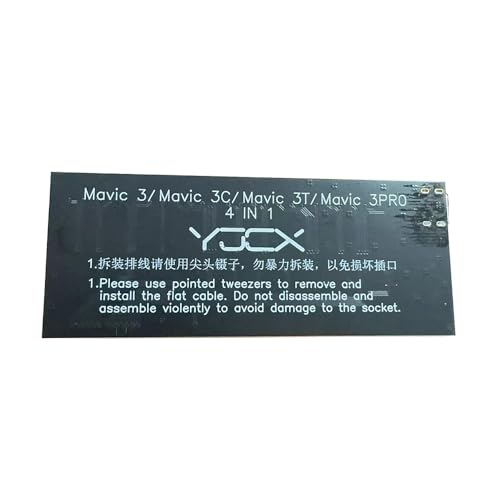 Mavic 3/Mavic 3C/Mavic 3T/Mavic 3PRO
4 IN 1
YJCX
1.拆装排线请使用尖头镊子，勿暴力拆装，以免损坏插口
1.Please use pointed tweezers to remove and
install the flat cable. Do not disassemble and
assemble violently to avoid damage to the socket.